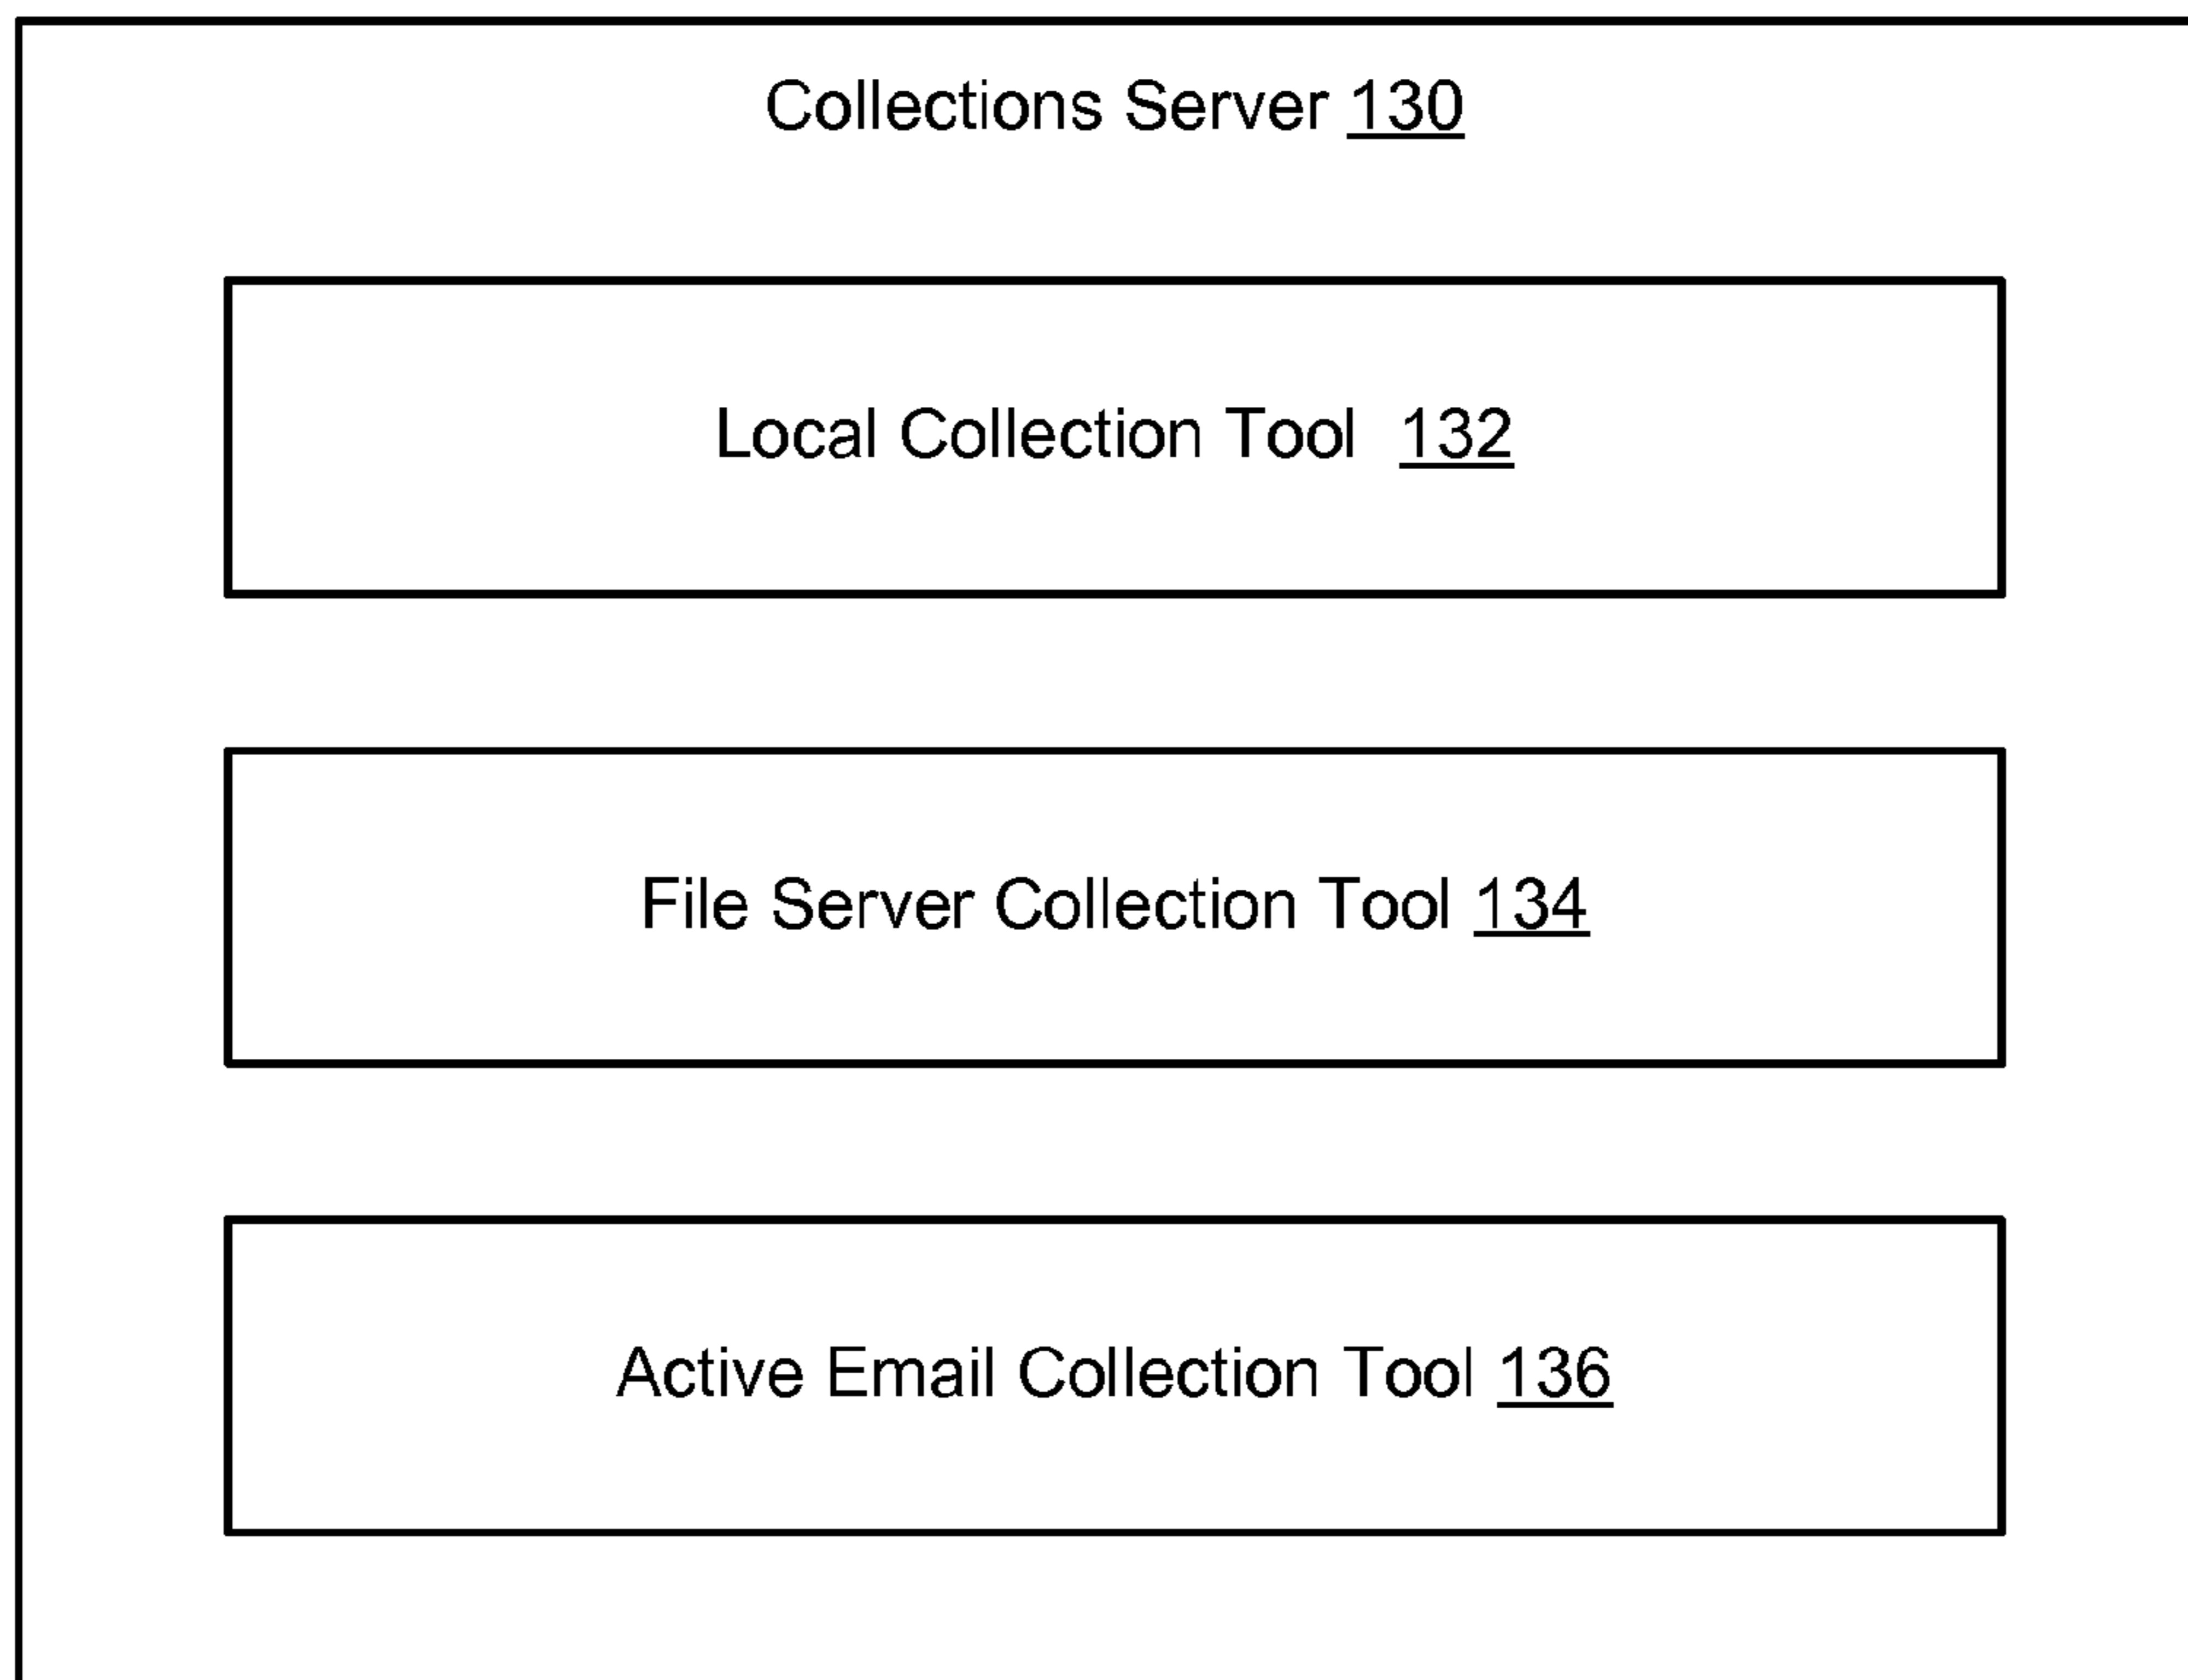 Collections Server 130
Local Collection Tool 132
File Server Collection Tool 134
Active Email Collection Tool 136